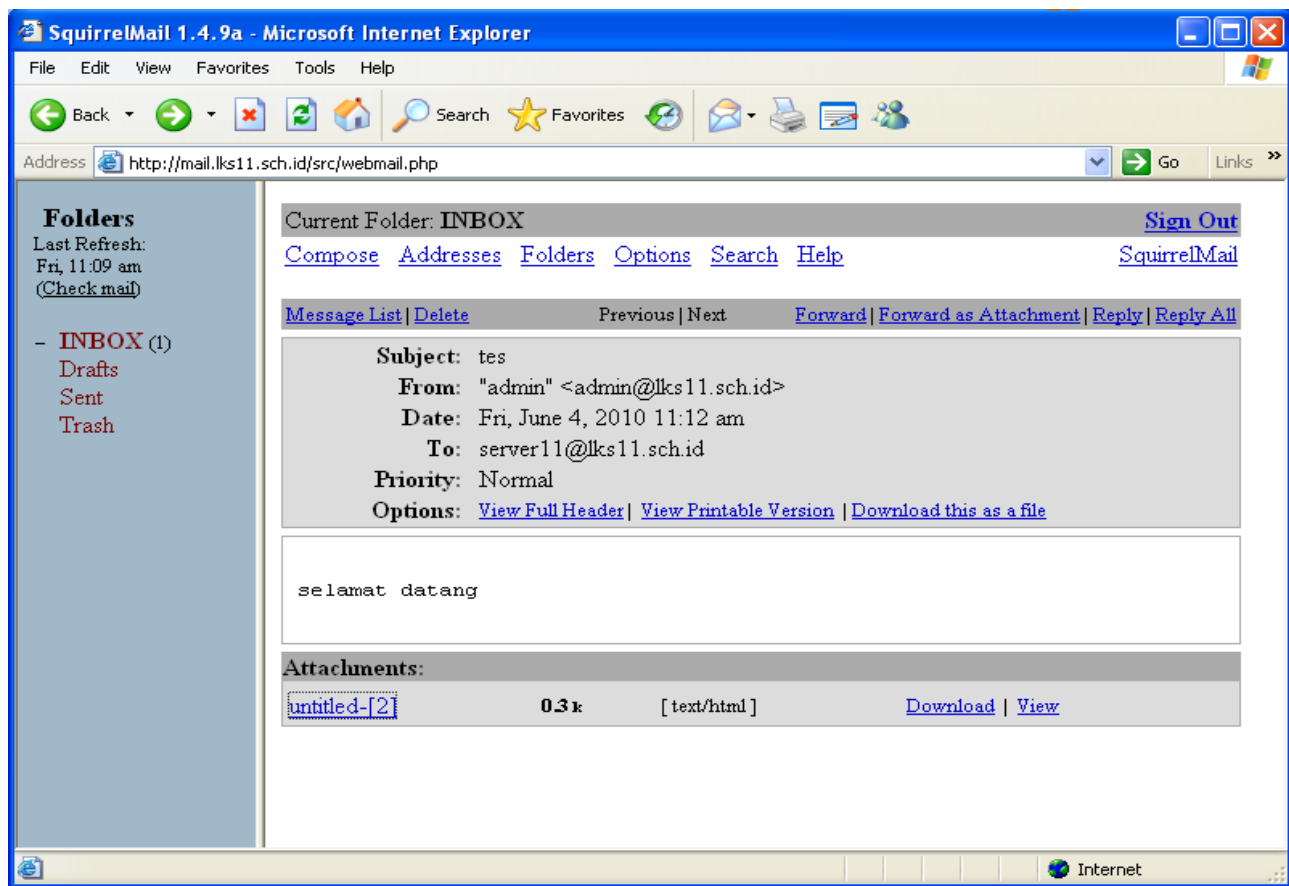 SquirrelMail 1.4.9a - Microsoft Internet Explorer
File Edit View Favorites Tools Help
Back Search Favorites
Address http://mail.lks11.sch.id/src/webmail.php Go Links »
Folders
Last Refresh:
Fri, 11:09 am
(Check mail)
– INBOX (1)
Drafts
Sent
Trash
Current Folder: INBOX Sign Out
Compose Addresses Folders Options Search Help SquirrelMail
Message List | Delete Previous | Next Forward | Forward as Attachment | Reply | Reply All
Subject: tes
From: "admin" <admin@lks11.sch.id>
Date: Fri, June 4, 2010 11:12 am
To: server11@lks11.sch.id
Priority: Normal
Options: View Full Header | View Printable Version | Download this as a file
selamat datang
Attachments:
untitled-[2] 0.3 k [ text/html ] Download | View
Internet